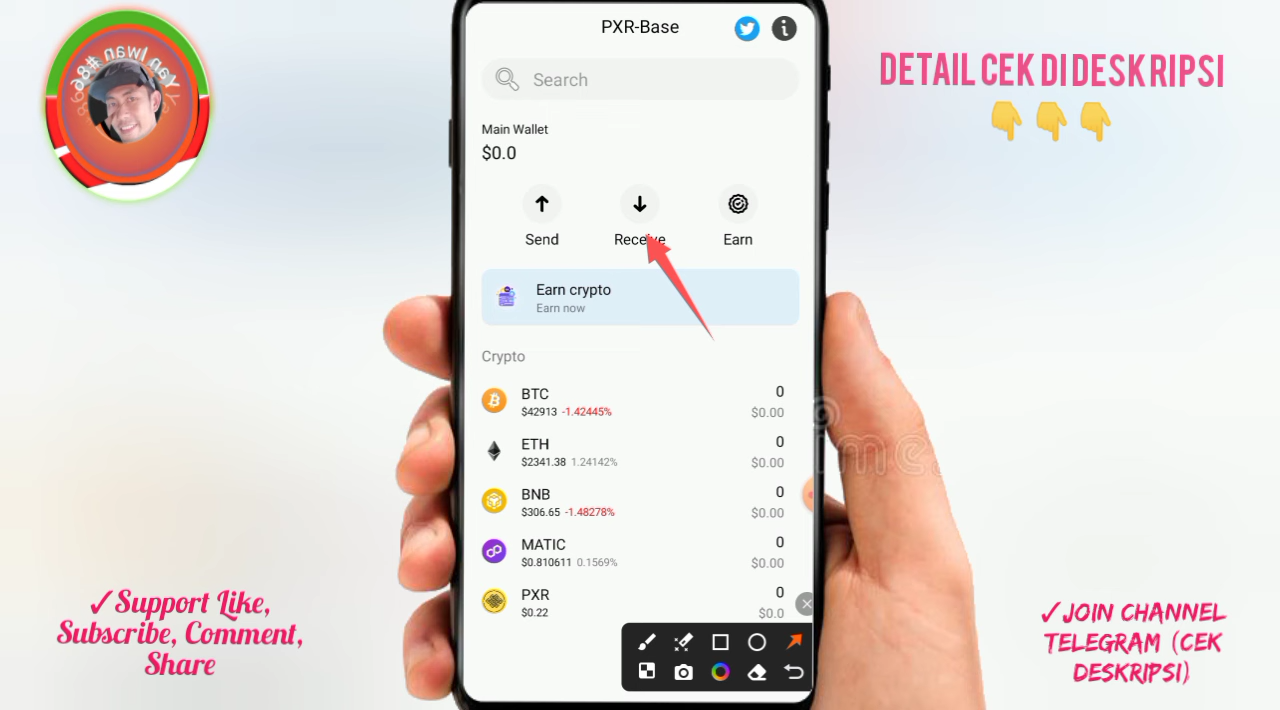 Yan Iwan #86
DETAIL CEK DI DESKRIPSI
PXR-Base
Search
Main Wallet
$0.0
Send
Receive
Earn
Earn crypto
Earn now
Crypto
BTC
0
$42913 -1.42445%
$0.00
ETH
0
$2341.38 1.24142%
$0.00
BNB
0
$306.65 -1.48278%
$0.00
MATIC
0
$0.810611 0.1569%
$0.00
PXR
0
$0.22
$0.0
✓Support Like,
Subscribe, Comment,
Share
✓JOIN CHANNEL
TELEGRAM (CEK
DESKRIPSI)